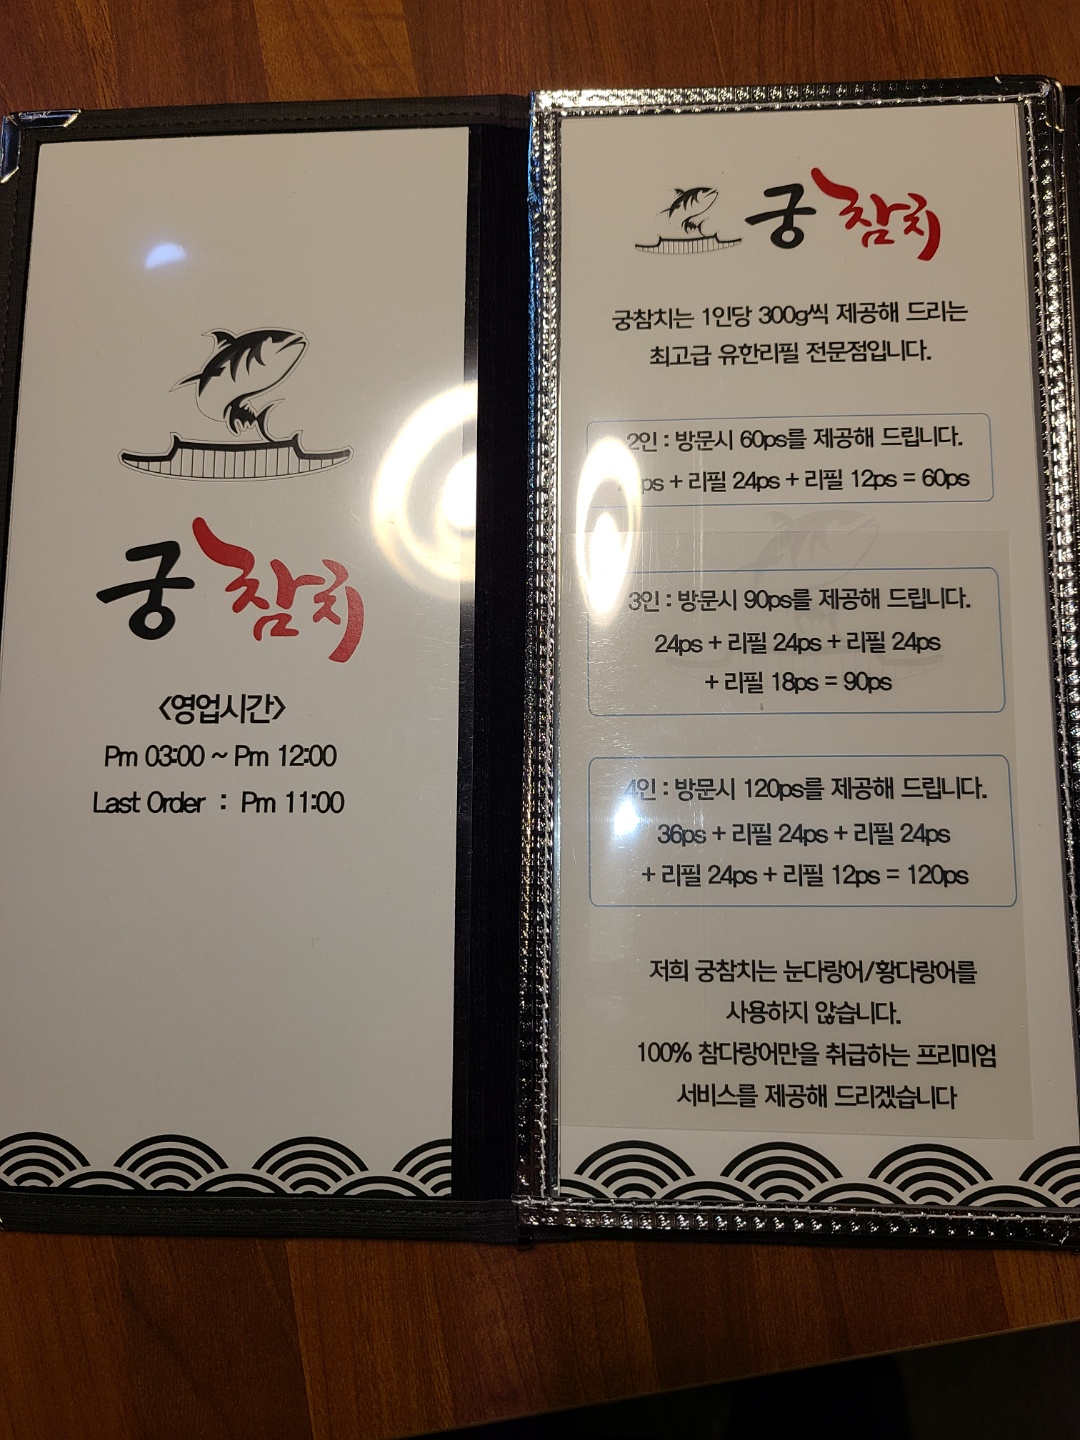 궁참치
<영업시간>
Pm 03:00 ~ Pm 12:00
Last Order : Pm 11:00
궁참치
궁참치는 1인당 300g씩 제공해 드리는
최고급 유한리필 전문점입니다.
2인 : 방문시 60ps를 제공해 드립니다.
+ 리필 24ps + 리필 12ps = 60ps
3인 : 방문시 90ps를 제공해 드립니다.
24ps + 리필 24ps + 리필 24ps
+ 리필 18ps = 90ps
4인 : 방문시 120ps를 제공해 드립니다.
36ps + 리필 24ps + 리필 24ps
+ 리필 24ps + 리필 12ps = 120ps
저희 궁참치는 눈다랑어/황다랑어를
사용하지 않습니다.
100% 참다랑어만을 취급하는 프리미엄
서비스를 제공해 드리겠습니다